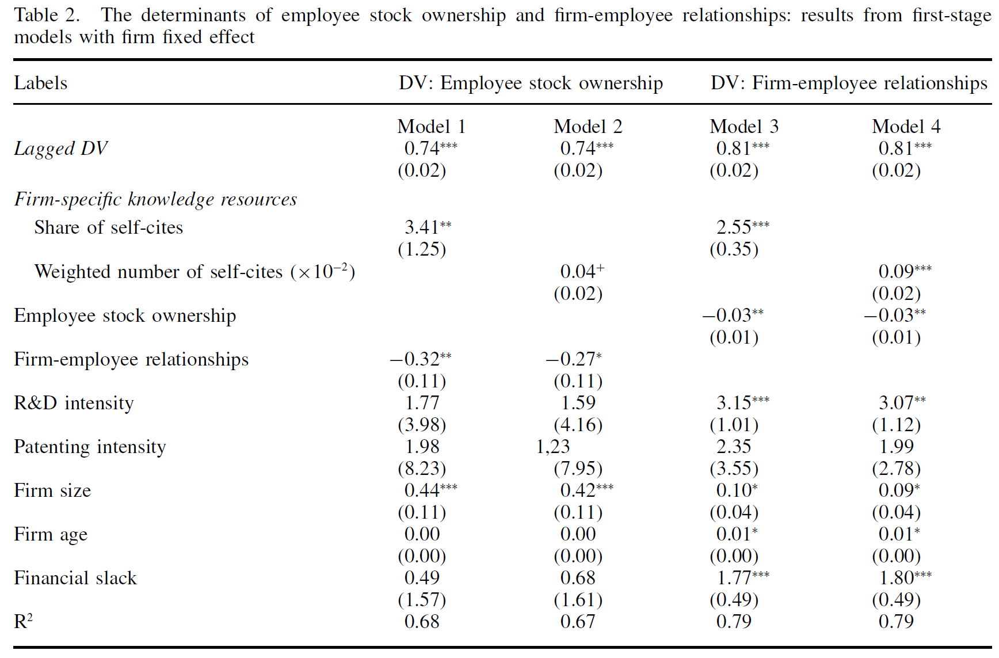 Table 2. The determinants of employee stock ownership and firm-employee relationships: results from first-stage
models with firm fixed effect
Labels DV: Employee stock ownership DV: Firm-employee relationships
Model 1 Model 2 Model 3 Model 4
Lagged DV 0.74*** 0.74*** 0.81*** 0.81***
(0.02) (0.02) (0.02) (0.02)
Firm-specific knowledge resources
Share of self-cites 3.41** 2.55***
(1.25) (0.35)
Weighted number of self-cites (×10⁻²) 0.04⁺ 0.09***
(0.02) (0.02)
Employee stock ownership −0.03** −0.03**
(0.01) (0.01)
Firm-employee relationships −0.32** −0.27*
(0.11) (0.11)
R&D intensity 1.77 1.59 3.15*** 3.07**
(3.98) (4.16) (1.01) (1.12)
Patenting intensity 1.98 1,23 2.35 1.99
(8.23) (7.95) (3.55) (2.78)
Firm size 0.44*** 0.42*** 0.10* 0.09*
(0.11) (0.11) (0.04) (0.04)
Firm age 0.00 0.00 0.01* 0.01*
(0.00) (0.00) (0.00) (0.00)
Financial slack 0.49 0.68 1.77*** 1.80***
(1.57) (1.61) (0.49) (0.49)
R² 0.68 0.67 0.79 0.79